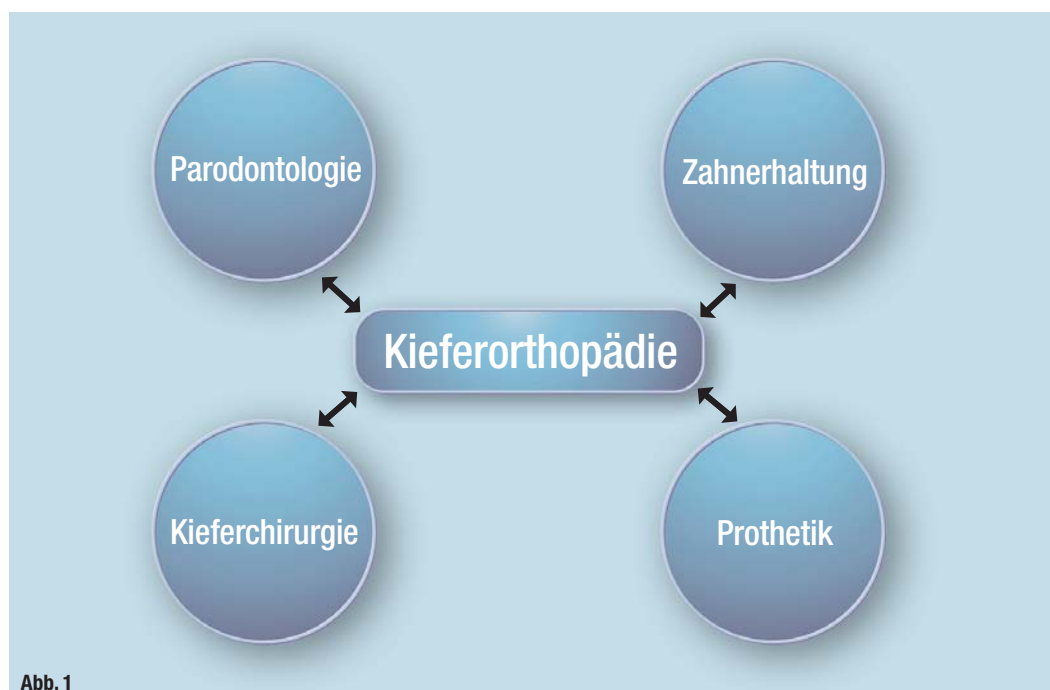 Parodontologie
Zahnerhaltung
Kieferorthopädie
Kieferchirurgie
Prothetik
Abb. 1